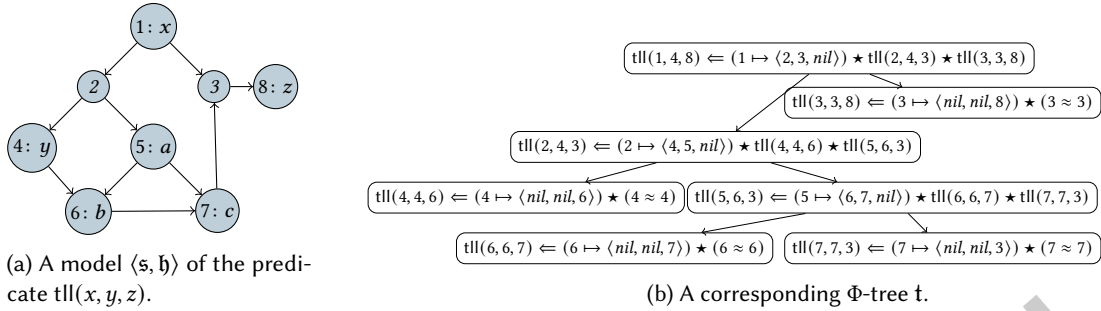 1: x
2
3
8: z
4: y
5: a
6: b
7: c
(a) A model ⟨𝔰, 𝔥⟩ of the predi-
cate tll(x, y, z).
tll(1, 4, 8) ⇐ (1 ↦ ⟨2, 3, nil⟩) ★ tll(2, 4, 3) ★ tll(3, 3, 8)
tll(3, 3, 8) ⇐ (3 ↦ ⟨nil, nil, 8⟩) ★ (3 ≈ 3)
tll(2, 4, 3) ⇐ (2 ↦ ⟨4, 5, nil⟩) ★ tll(4, 4, 6) ★ tll(5, 6, 3)
tll(4, 4, 6) ⇐ (4 ↦ ⟨nil, nil, 6⟩) ★ (4 ≈ 4)
tll(5, 6, 3) ⇐ (5 ↦ ⟨6, 7, nil⟩) ★ tll(6, 6, 7) ★ tll(7, 7, 3)
tll(6, 6, 7) ⇐ (6 ↦ ⟨nil, nil, 7⟩) ★ (6 ≈ 6)
tll(7, 7, 3) ⇐ (7 ↦ ⟨nil, nil, 3⟩) ★ (7 ≈ 7)
(b) A corresponding Φ-tree 𝔱.